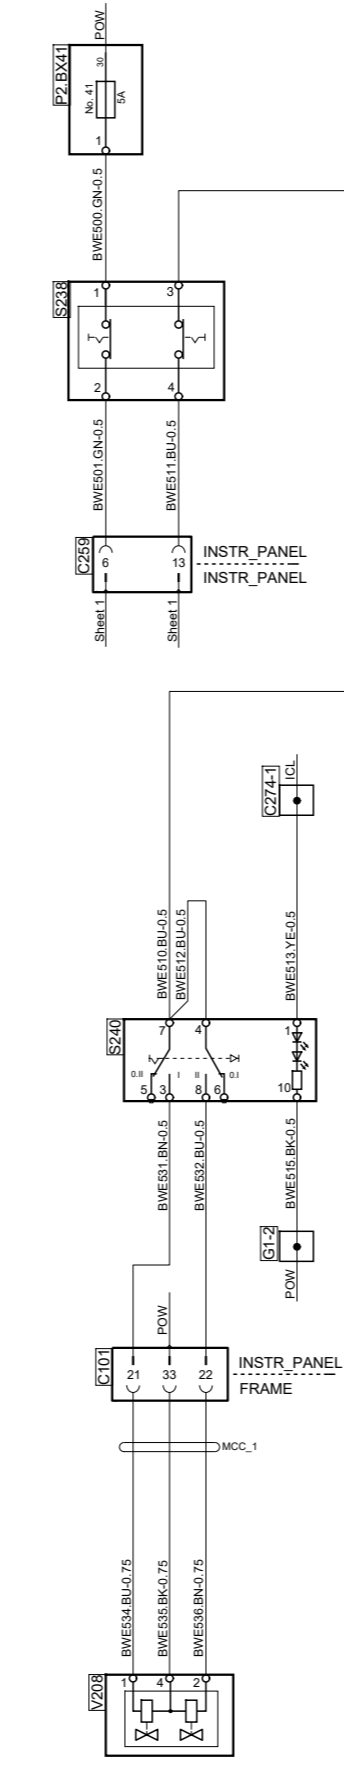 POW
P2.BX41
30
No. 41
5A
1
BWE500.GN-0.5
S238
1
3
2
4
BWE501.GN-0.5
BWE511.BU-0.5
C259
6
13
INSTR_PANEL
INSTR_PANEL
Sheet 1
Sheet 1
ICL
C274-1
BWE510.BU-0.5
BWE512.BU-0.5
BWE513.YE-0.5
S240
7
4
1
0.II
I
II
0.I
5
3
8
6
10
BWE531.BN-0.5
BWE532.BU-0.5
BWE515.BK-0.5
G1-2
POW
POW
C101
21
33
22
INSTR_PANEL
FRAME
MCC_1
BWE534.BU-0.75
BWE535.BK-0.75
BWE536.BN-0.75
V208
1
4
2